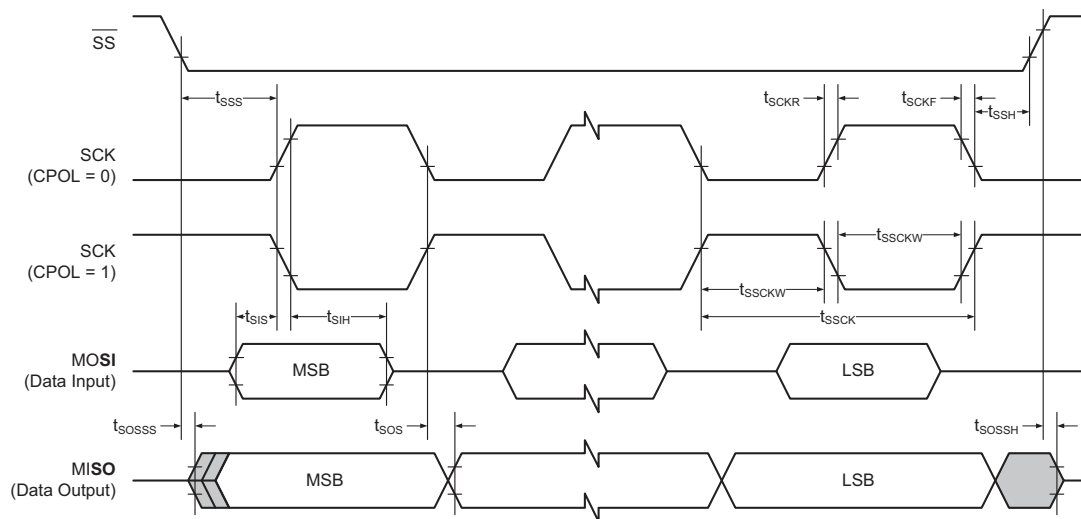 SS
tSSS
tSCKR
tSCKF
tSSH
SCK
(CPOL = 0)
SCK
(CPOL = 1)
tSSCKW
tSSCKW
tSSCK
tSIS
tSIH
MOSI
(Data Input)
MSB
LSB
tSOSSS
tSOS
tSOSSH
MISO
(Data Output)
MSB
LSB